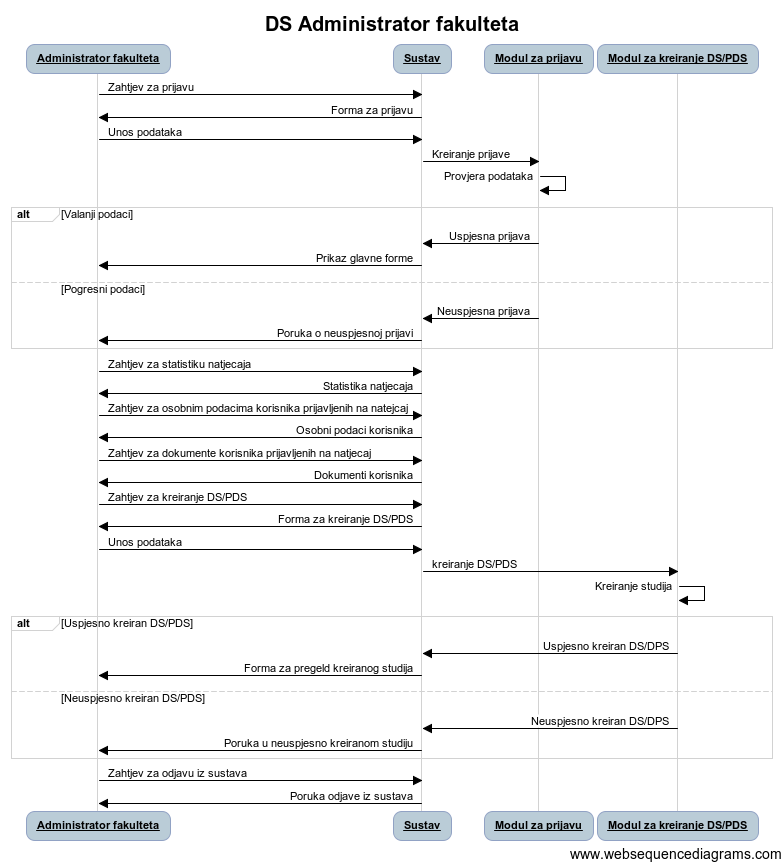 DS Administrator fakulteta
Administrator fakulteta
Sustav
Modul za prijavu
Modul za kreiranje DS/PDS
Zahtjev za prijavu
Forma za prijavu
Unos podataka
Kreiranje prijave
Provjera podataka
alt
[Valanji podaci]
Uspjesna prijava
Prikaz glavne forme
[Pogresni podaci]
Neuspjesna prijava
Poruka o neuspjesnoj prijavi
Zahtjev za statistiku natjecaja
Statistika natjecaja
Zahtjev za osobnim podacima korisnika prijavljenih na natejcaj
Osobni podaci korisnika
Zahtjev za dokumente korisnika prijavljenih na natjecaj
Dokumenti korisnika
Zahtjev za kreiranje DS/PDS
Forma za kreiranje DS/PDS
Unos podataka
kreiranje DS/PDS
Kreiranje studija
alt
[Uspjesno kreiran DS/PDS]
Uspjesno kreiran DS/DPS
Forma za pregeld kreiranog studija
[Neuspjesno kreiran DS/PDS]
Neuspjesno kreiran DS/DPS
Poruka u neuspjesno kreiranom studiju
Zahtjev za odjavu iz sustava
Poruka odjave iz sustava
Administrator fakulteta
Sustav
Modul za prijavu
Modul za kreiranje DS/PDS
www.websequencediagrams.com